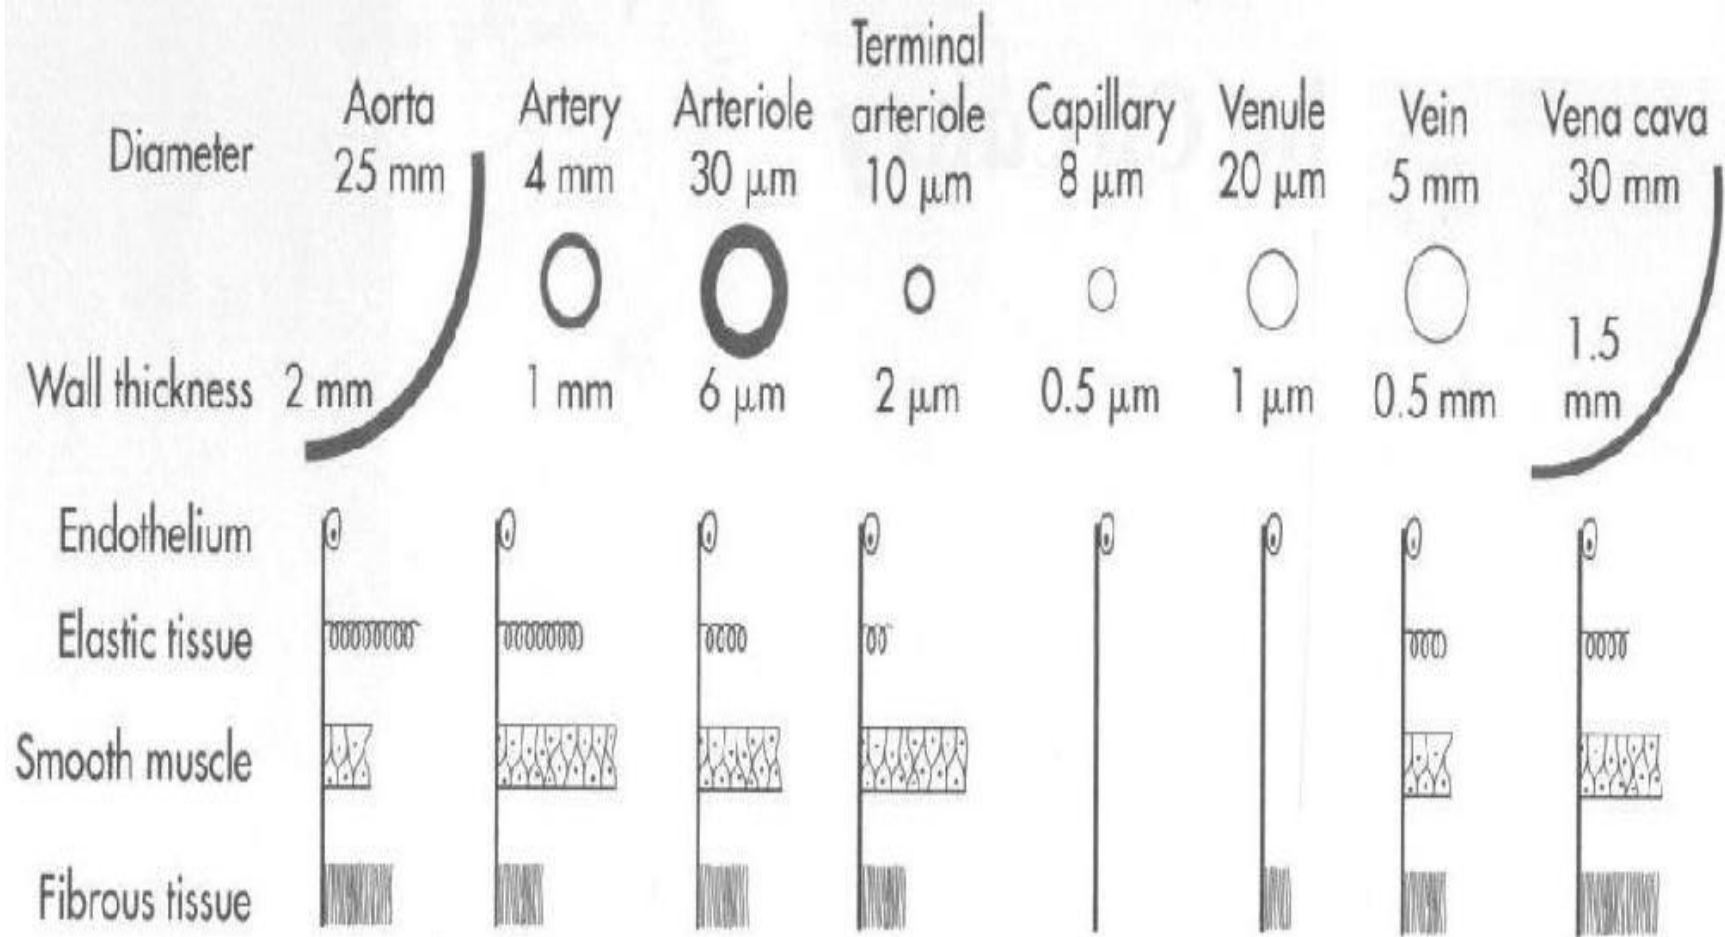 Terminal
Aorta Artery Arteriole arteriole Capillary Venule Vein Vena cava
Diameter 25 mm 4 mm 30 μm 10 μm 8 μm 20 μm 5 mm 30 mm
1.5
Wall thickness 2 mm 1 mm 6 μm 2 μm 0.5 μm 1 μm 0.5 mm mm
Endothelium
Elastic tissue
Smooth muscle
Fibrous tissue